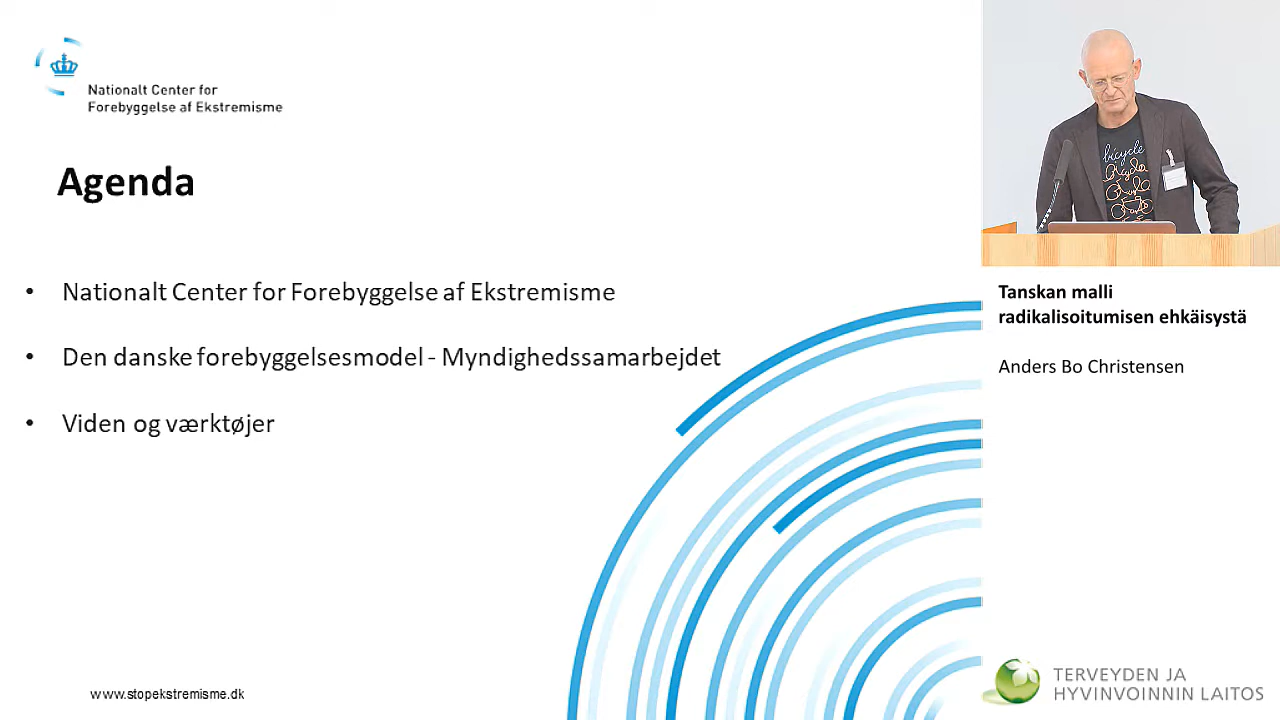 Nationalt Center for
Forebyggelse af Ekstremisme
Agenda
• Nationalt Center for Forebyggelse af Ekstremisme
• Den danske forebyggelsesmodel - Myndighedssamarbejdet
• Viden og værktøjer
www.stopekstremisme.dk
bicycle
Tanskan malli
radikalisoitumisen ehkäisystä
Anders Bo Christensen
TERVEYDEN JA
HYVINVOINNIN LAITOS